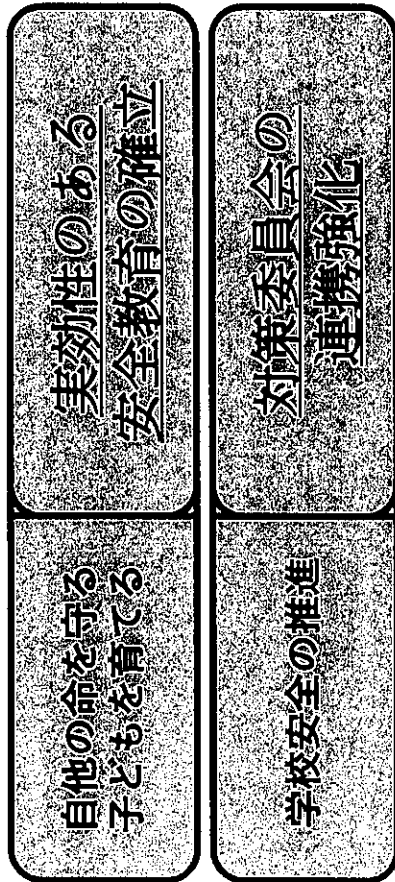 自他の命を守る
子どもを育てる
実効性のある
安全教育の確立
学校安全の推進
対策委員会の
連携強化